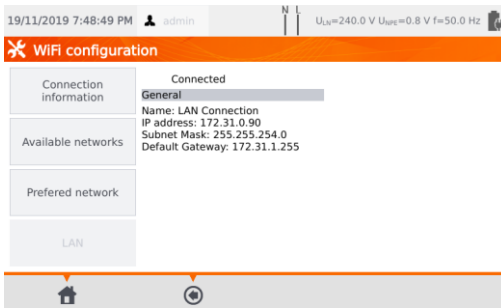 19/11/2019 7:48:49 PM admin N L U_LN=240.0 V U_NPE=0.8 V f=50.0 Hz
WiFi configuration
Connection
information
Available networks
Prefered network
LAN
Connected
General
Name: LAN Connection
IP address: 172.31.0.90
Subnet Mask: 255.255.254.0
Default Gateway: 172.31.1.255